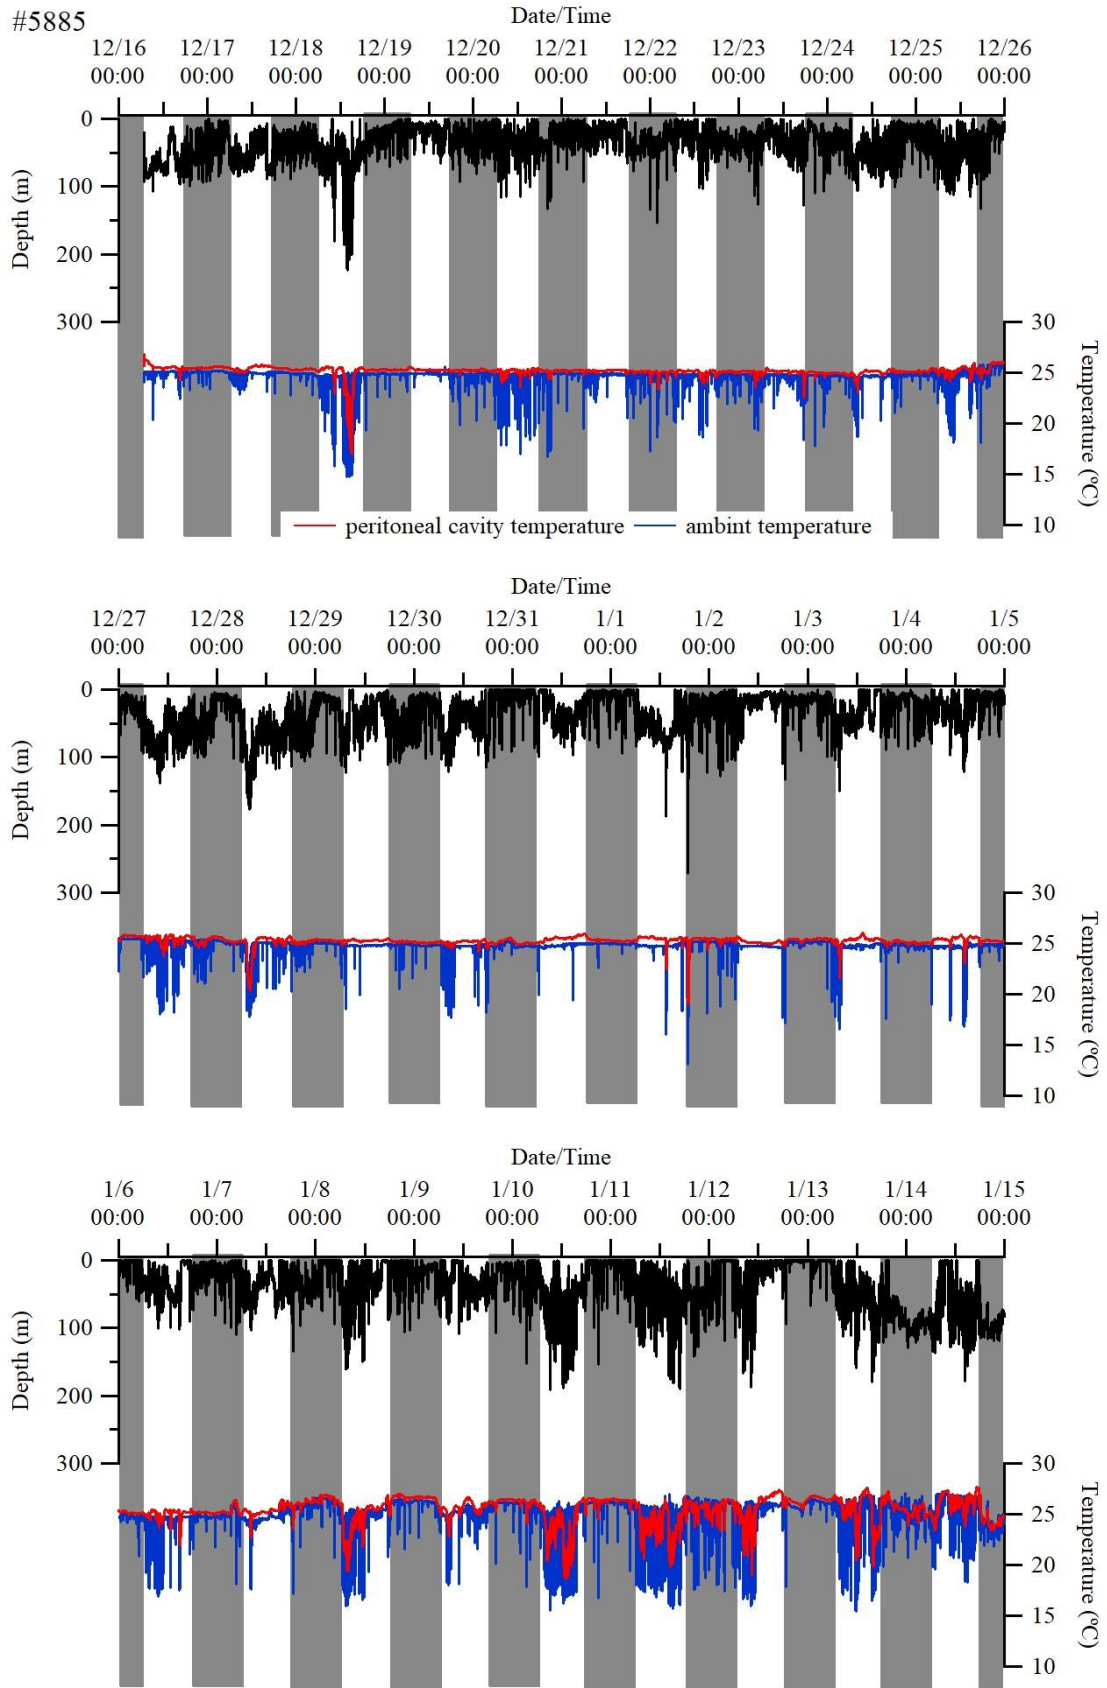 #5885
Date/Time
12/16 12/17 12/18 12/19 12/20 12/21 12/22 12/23 12/24 12/25 12/26
00:00 00:00 00:00 00:00 00:00 00:00 00:00 00:00 00:00 00:00 00:00
Depth (m)
0
100
200
300
30
25
20
15
10
Temperature (ºC)
peritoneal cavity temperature ambint temperature
Date/Time
12/27 12/28 12/29 12/30 12/31 1/1 1/2 1/3 1/4 1/5
00:00 00:00 00:00 00:00 00:00 00:00 00:00 00:00 00:00 00:00
Depth (m)
0
100
200
300
30
25
20
15
10
Temperature (ºC)
Date/Time
1/6 1/7 1/8 1/9 1/10 1/11 1/12 1/13 1/14 1/15
00:00 00:00 00:00 00:00 00:00 00:00 00:00 00:00 00:00 00:00
Depth (m)
0
100
200
300
30
25
20
15
10
Temperature (ºC)